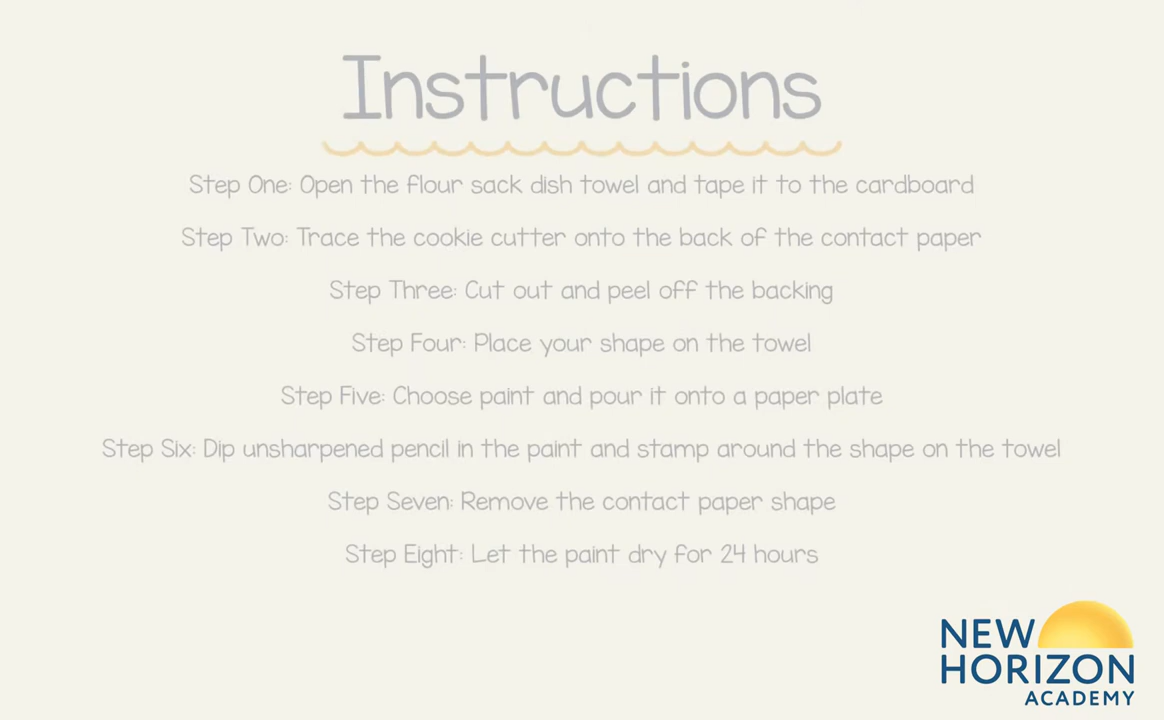 Instructions
Step One: Open the flour sack dish towel and tape it to the cardboard
Step Two: Trace the cookie cutter onto the back of the contact paper
Step Three: Cut out and peel off the backing
Step Four: Place your shape on the towel
Step Five: Choose paint and pour it onto a paper plate
Step Six: Dip unsharpened pencil in the paint and stamp around the shape on the towel
Step Seven: Remove the contact paper shape
Step Eight: Let the paint dry for 24 hours
NEW
HORIZON
ACADEMY